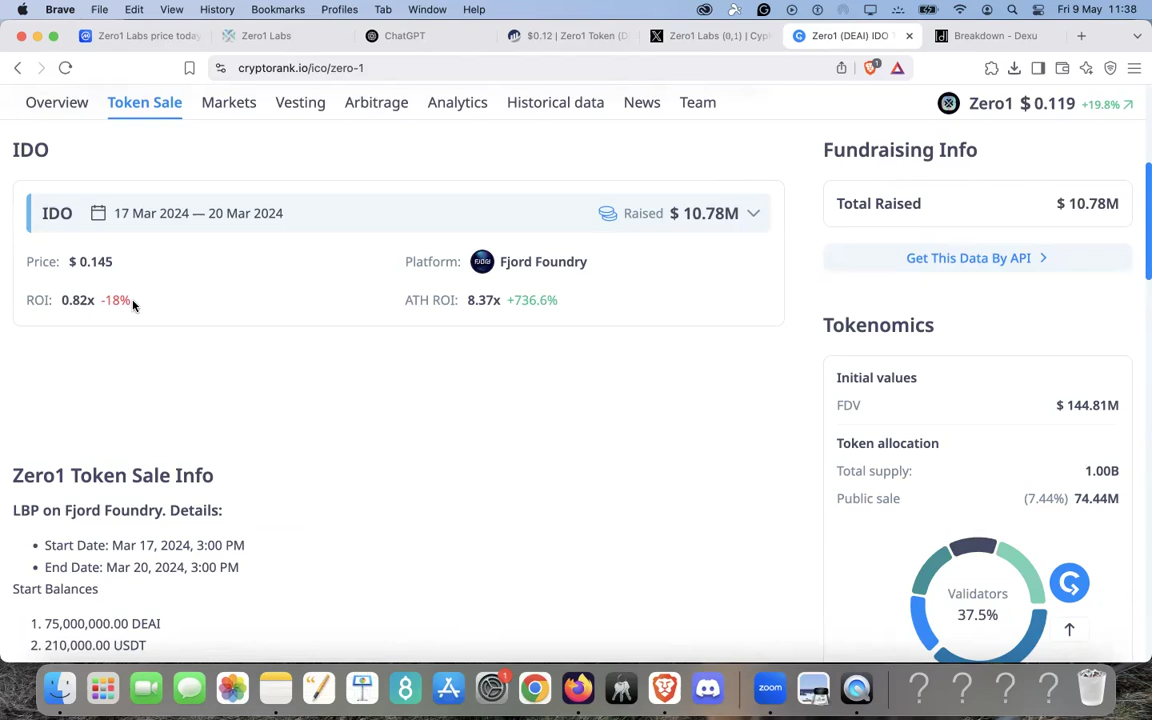 Brave File Edit View History Bookmarks Profiles Tab Window Help Fri 9 May 11:38
Zero1 Labs price today Zero1 Labs ChatGPT $0.12 | Zero1 Token (D Zero1 Labs (0,1) | Cyph Zero1 (DEAI) IDO Breakdown - Dexu
cryptorank.io/ico/zero-1 1
Overview Token Sale Markets Vesting Arbitrage Analytics Historical data News Team Zero1 $ 0.119 +19.8%
IDO
IDO 17 Mar 2024 — 20 Mar 2024 Raised $ 10.78M
Price: $ 0.145 Platform: Fjord Foundry
ROI: 0.82x -18% ATH ROI: 8.37x +736.6%
Fundraising Info
Total Raised $ 10.78M
Get This Data By API
Tokenomics
Initial values
FDV $ 144.81M
Token allocation
Total supply: 1.00B
Public sale (7.44%) 74.44M
Validators
37.5%
Zero1 Token Sale Info
LBP on Fjord Foundry. Details:
• Start Date: Mar 17, 2024, 3:00 PM
• End Date: Mar 20, 2024, 3:00 PM
Start Balances
1. 75,000,000.00 DEAI
2. 210,000.00 USDT
8 1 zoom